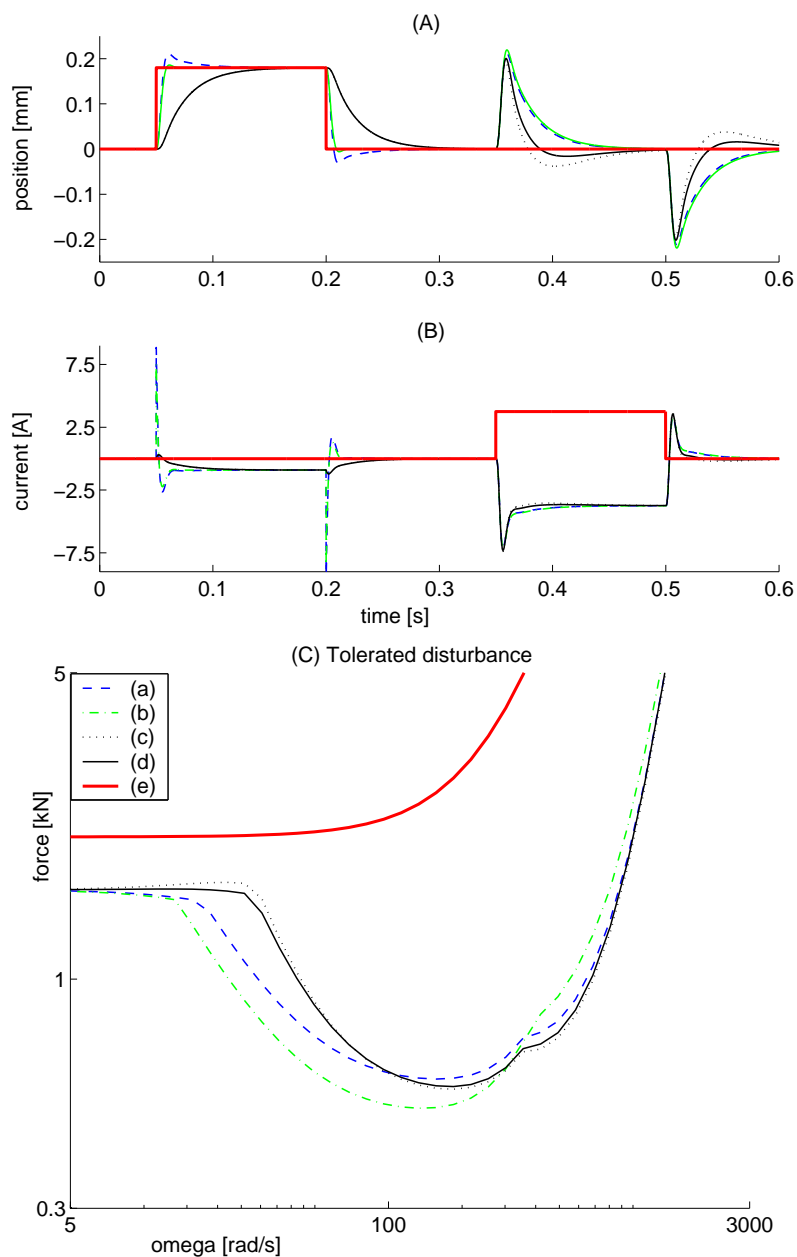 (A)
position [mm]
0.2
0.1
0
−0.1
−0.2
0 0.1 0.2 0.3 0.4 0.5 0.6
(B)
current [A]
7.5
2.5
−2.5
−7.5
0 0.1 0.2 0.3 0.4 0.5 0.6
time [s]
(C) Tolerated disturbance
force [kN]
5
1
0.3
(a)
(b)
(c)
(d)
(e)
5 100 3000
omega [rad/s]